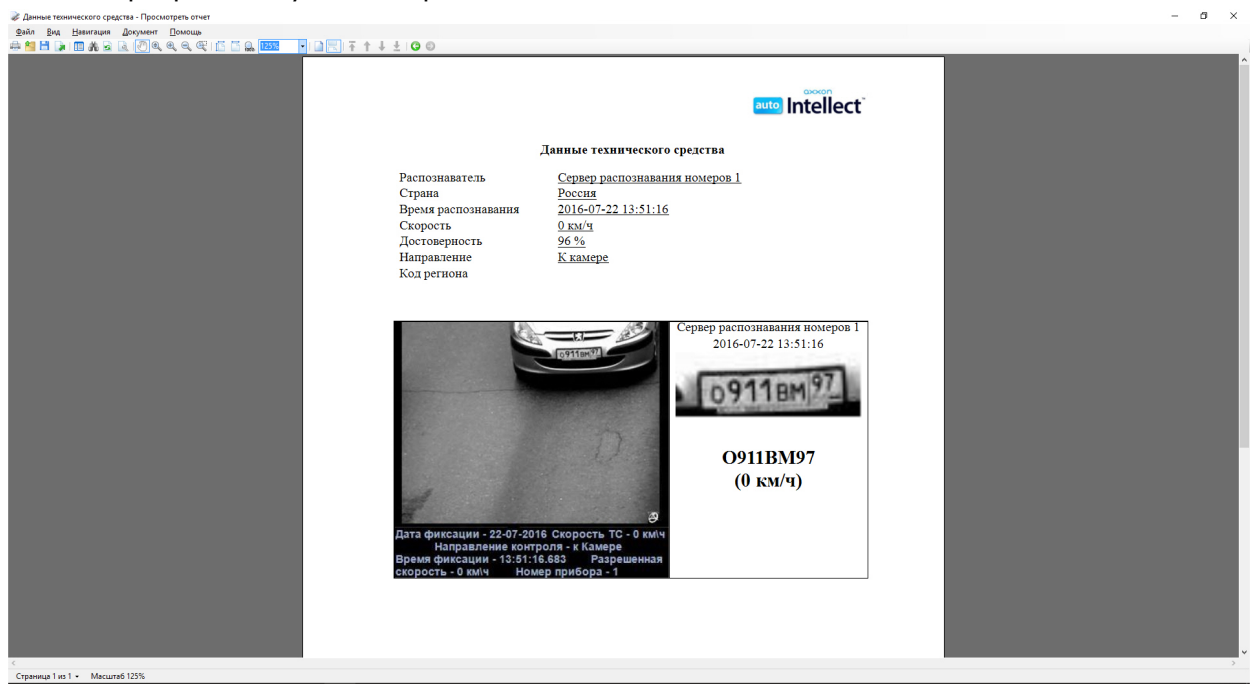 Данные технического средства - Просмотреть отчет
Файл Вид Навигация Документ Помощь
125%
axxon
auto Intellect™
Данные технического средства
Распознаватель Сервер распознавания номеров 1
Страна Россия
Время распознавания 2016-07-22 13:51:16
Скорость 0 км/ч
Достоверность 96 %
Направление К камере
Код региона
Сервер распознавания номеров 1
2016-07-22 13:51:16
О911ВМ97
О911ВМ 97
О911ВМ97
(0 км/ч)
Дата фиксации - 22-07-2016 Скорость ТС - 0 км\ч
Направление контроля - к Камере
Время фиксации - 13:51:16.683 Разрешенная
скорость - 0 км\ч Номер прибора - 1
Страница 1 из 1 Масштаб 125%